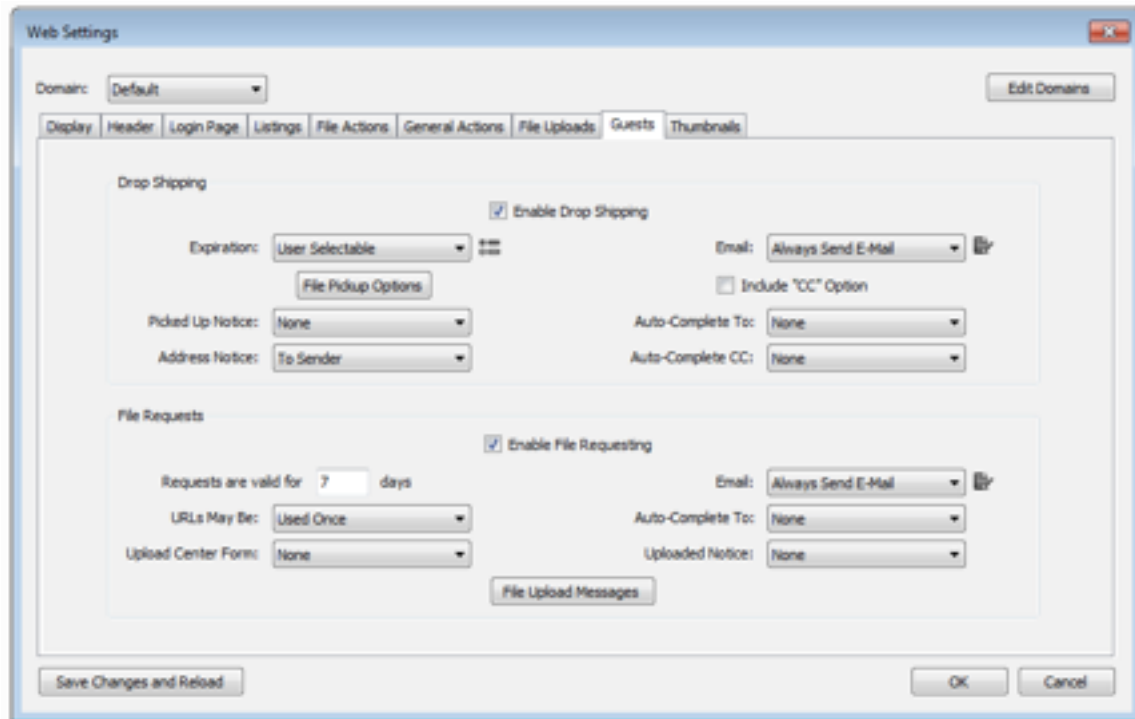 Web Settings
Domain: Default Edit Domains
Display Header Login Page Listings File Actions General Actions File Uploads Guests Thumbnails
Drop Shipping
Enable Drop Shipping
Expiration: User Selectable Email: Always Send E-Mail
File Pickup Options Include "CC" Option
Picked Up Notice: None Auto-Complete To: None
Address Notice: To Sender Auto-Complete CC: None
File Requests
Enable File Requesting
Requests are valid for 7 days Email: Always Send E-Mail
URLs May Be: Used Once Auto-Complete To: None
Upload Center Form: None Uploaded Notice: None
File Upload Messages
Save Changes and Reload OK Cancel